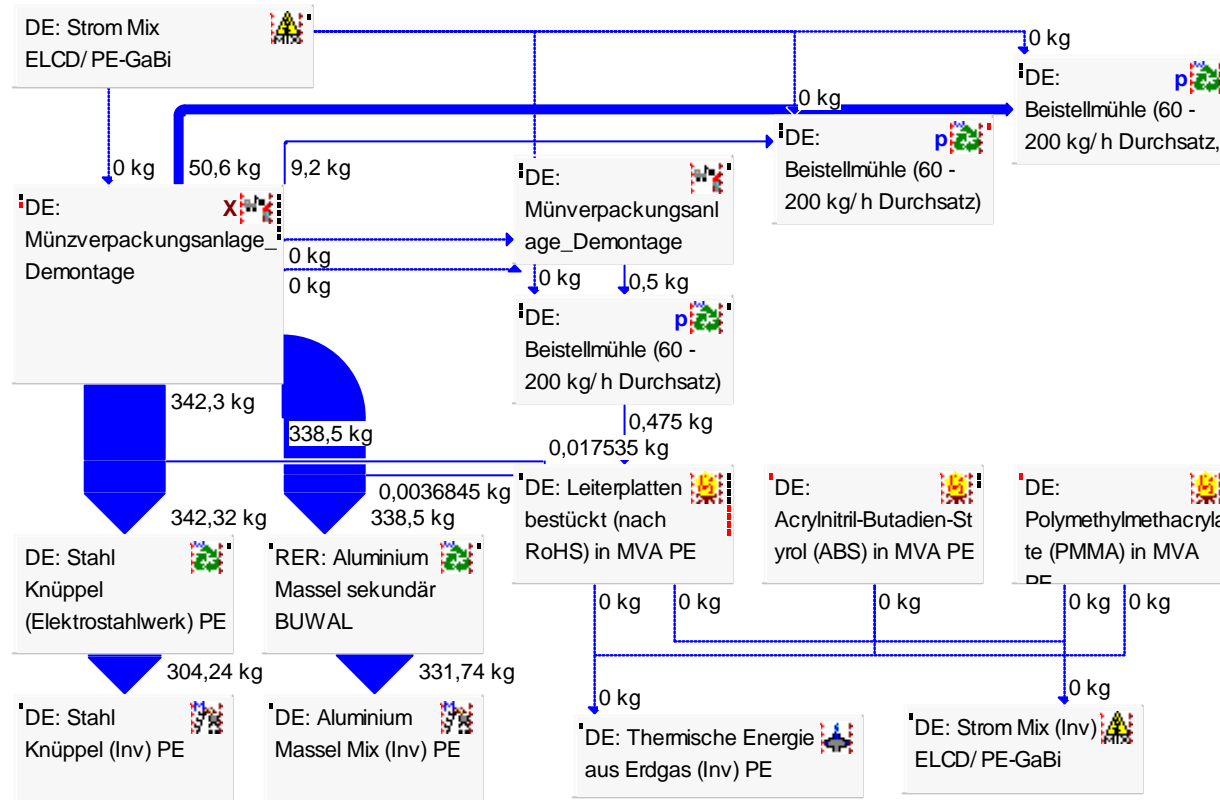 DE: Strom Mix
ELCD/ PE-GaBi
MIX
0 kg
DE:
p
Beistellmühle (60 -
200 kg/ h Durchsatz,
0 kg
DE:
p
Beistellmühle (60 -
200 kg/ h Durchsatz)
0 kg
50,6 kg
9,2 kg
DE:
X
Münzverpackungsanlage_
Demontage
DE:
Münverpackungsanl
age_Demontage
0 kg
0 kg
0 kg
0,5 kg
DE:
p
Beistellmühle (60 -
200 kg/ h Durchsatz)
342,3 kg
338,5 kg
0,475 kg
0,017535 kg
0,0036845 kg
342,32 kg
338,5 kg
DE: Leiterplatten
bestückt (nach
RoHS) in MVA PE
DE:
Acrylnitril-Butadien-St
yrol (ABS) in MVA PE
DE:
Polymethylmethacryla
te (PMMA) in MVA
PE
DE: Stahl
Knüppel
(Elektrostahlwerk) PE
RER: Aluminium
Massel sekundär
BUWAL
0 kg
0 kg
0 kg
0 kg
0 kg
304,24 kg
331,74 kg
0 kg
0 kg
DE: Stahl
Knüppel (Inv) PE
DE: Aluminium
Massel Mix (Inv) PE
DE: Thermische Energie
aus Erdgas (Inv) PE
DE: Strom Mix (Inv)
ELCD/ PE-GaBi
MIX